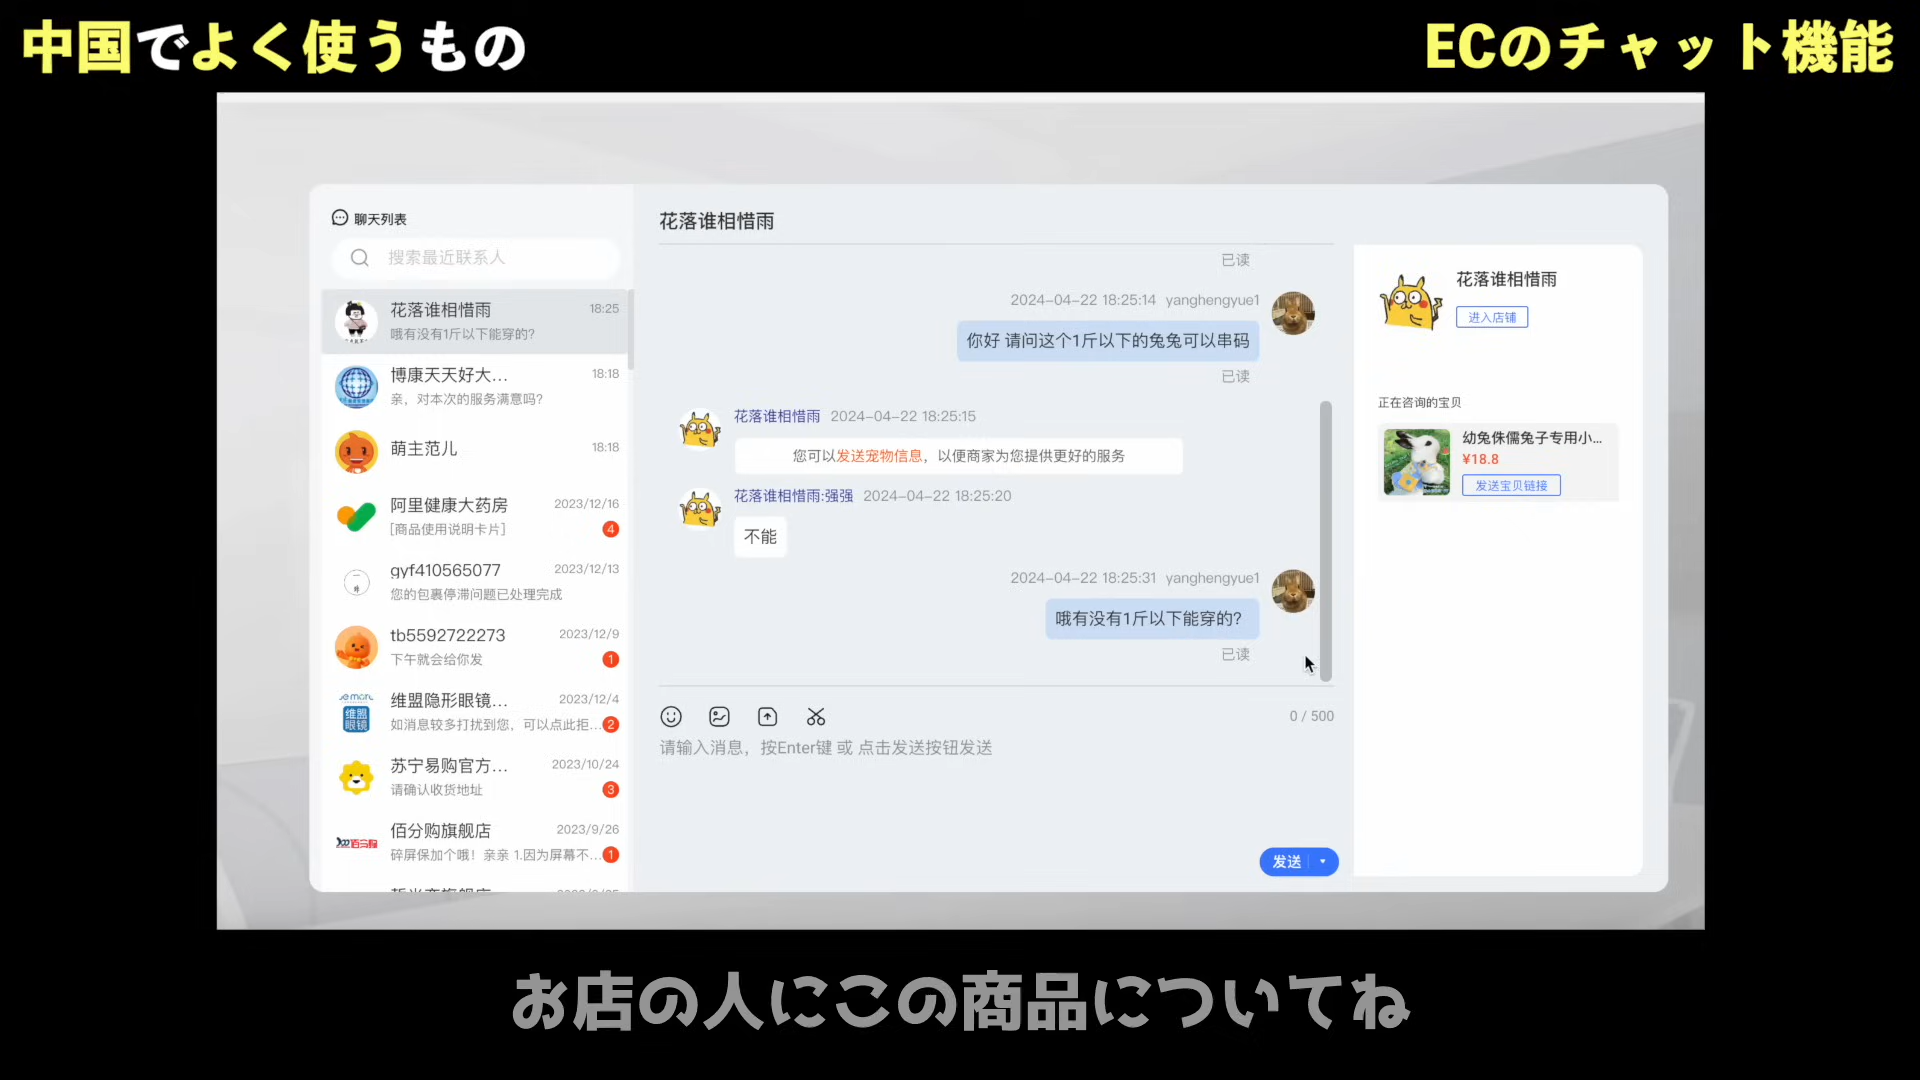 中国でよく使うもの
ECのチャット機能
聊天列表
搜索最近联系人
花落谁相惜雨
18:25
哦有没有1斤以下能穿的?
博康天天好大...
18:18
亲，对本次的服务满意吗?
萌主范儿
18:18
阿里健康大药房
2023/12/16
[商品使用说明卡片]
4
gyf410565077
2023/12/13
您的包裹停滞问题已处理完成
tb5592722273
2023/12/9
下午就会给你发
1
维盟隐形眼镜...
2023/12/4
如消息较多打扰到您，可以点此拒...
2
维盟
眼镜
苏宁易购官方...
2023/10/24
请确认收货地址
3
佰分购旗舰店
2023/9/26
碎屏保加个哦！亲亲 1.因为屏幕不...
1
花落谁相惜雨
已读
2024-04-22 18:25:14 yanghengyue1
你好 请问这个1斤以下的兔兔可以串码
已读
花落谁相惜雨 2024-04-22 18:25:15
您可以发送宠物信息，以便商家为您提供更好的服务
花落谁相惜雨:强强 2024-04-22 18:25:20
不能
2024-04-22 18:25:31 yanghengyue1
哦有没有1斤以下能穿的?
已读
0 / 500
请输入消息，按Enter键 或 点击发送按钮发送
发送
花落谁相惜雨
进入店铺
正在咨询的宝贝
幼兔侏儒兔子专用小...
¥18.8
发送宝贝链接
お店の人にこの商品についてね